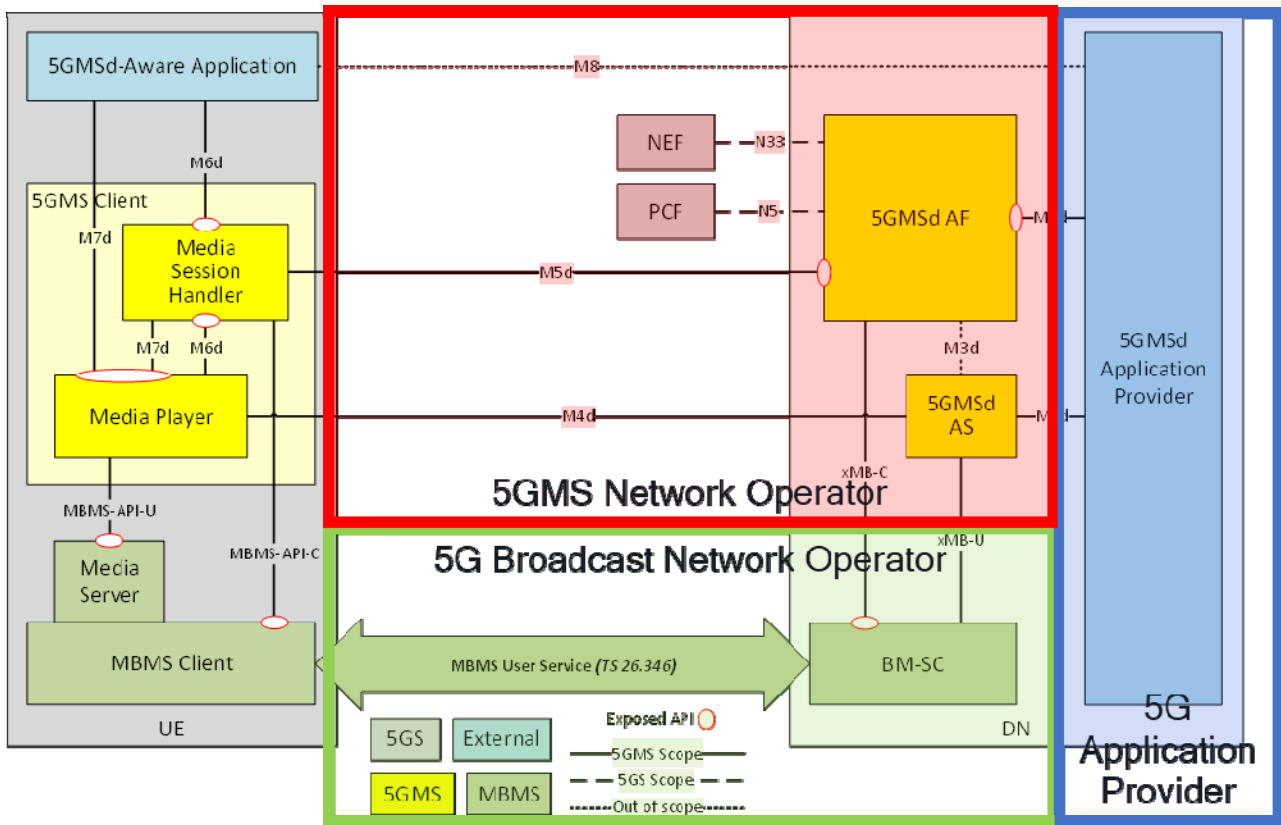 5GMSd-Aware Application
M8
NEF
N33
M6d
5GMS Client
PCF
N5
5GMSd AF
M7d
Media
Session
Handler
M5d
M7d
M6d
M3d
5GMSd
Application
Provider
Media Player
M4d
5GMSd
AS
xMB-C
5GMS Network Operator
MBMS-API-U
xMB-U
MBMS-API-C
5G Broadcast Network Operator
Media
Server
MBMS Client
MBMS User Service (TS 26.346)
BM-SC
UE
5GS
External
Exposed API
DN
5GMS Scope
5GS Scope
5GMS
MBMS
Out of scope
5G
Application
Provider